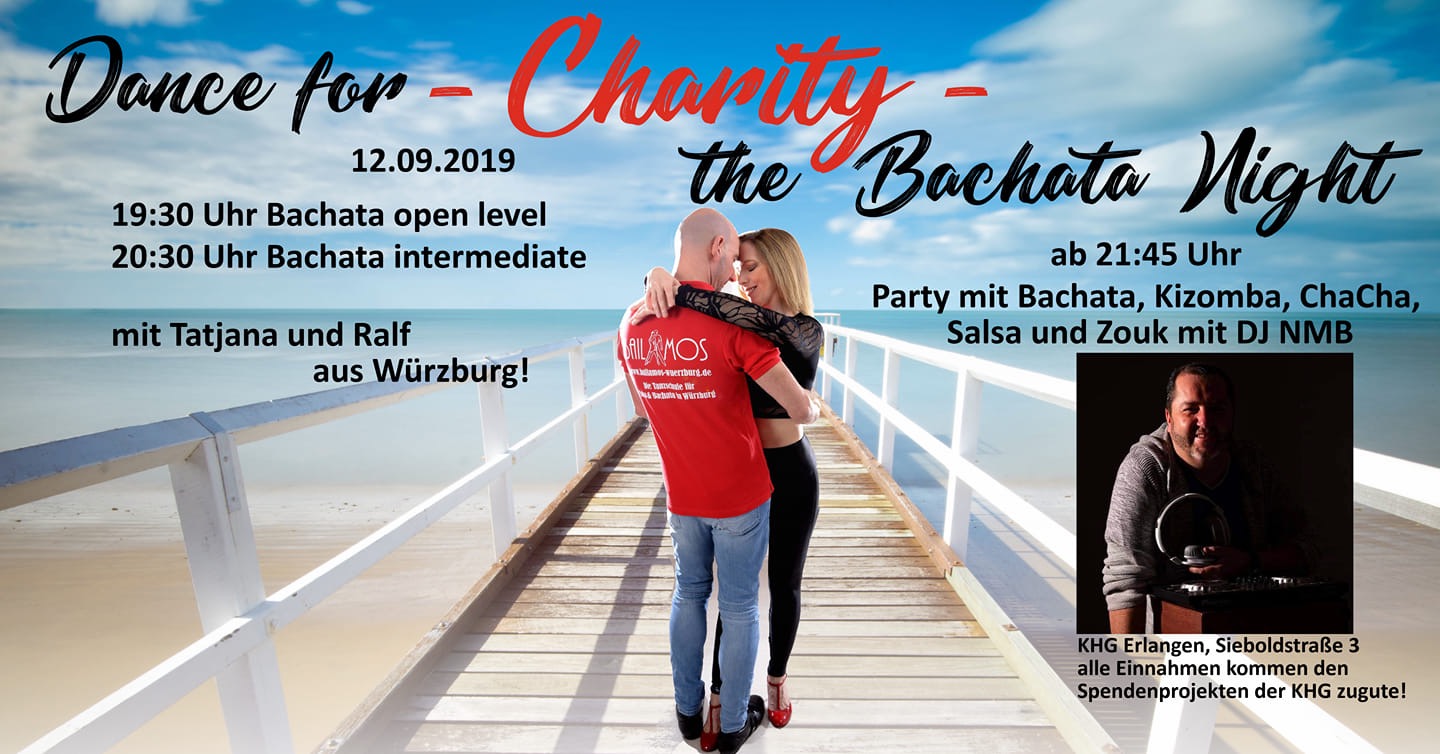 Dance for - Charity -
the Bachata Night
12.09.2019
19:30 Uhr Bachata open level
20:30 Uhr Bachata intermediate
mit Tatjana und Ralf
aus Würzburg!
ab 21:45 Uhr
Party mit Bachata, Kizomba, ChaCha,
Salsa und Zouk mit DJ NMB
BAILAMOS
www.bailamos-wuerzburg.de
Die Tanzschule für
& Bachata in Würzburg
KHG Erlangen, Sieboldstraße 3
alle Einnahmen kommen den
Spendenprojekten der KHG zugute!